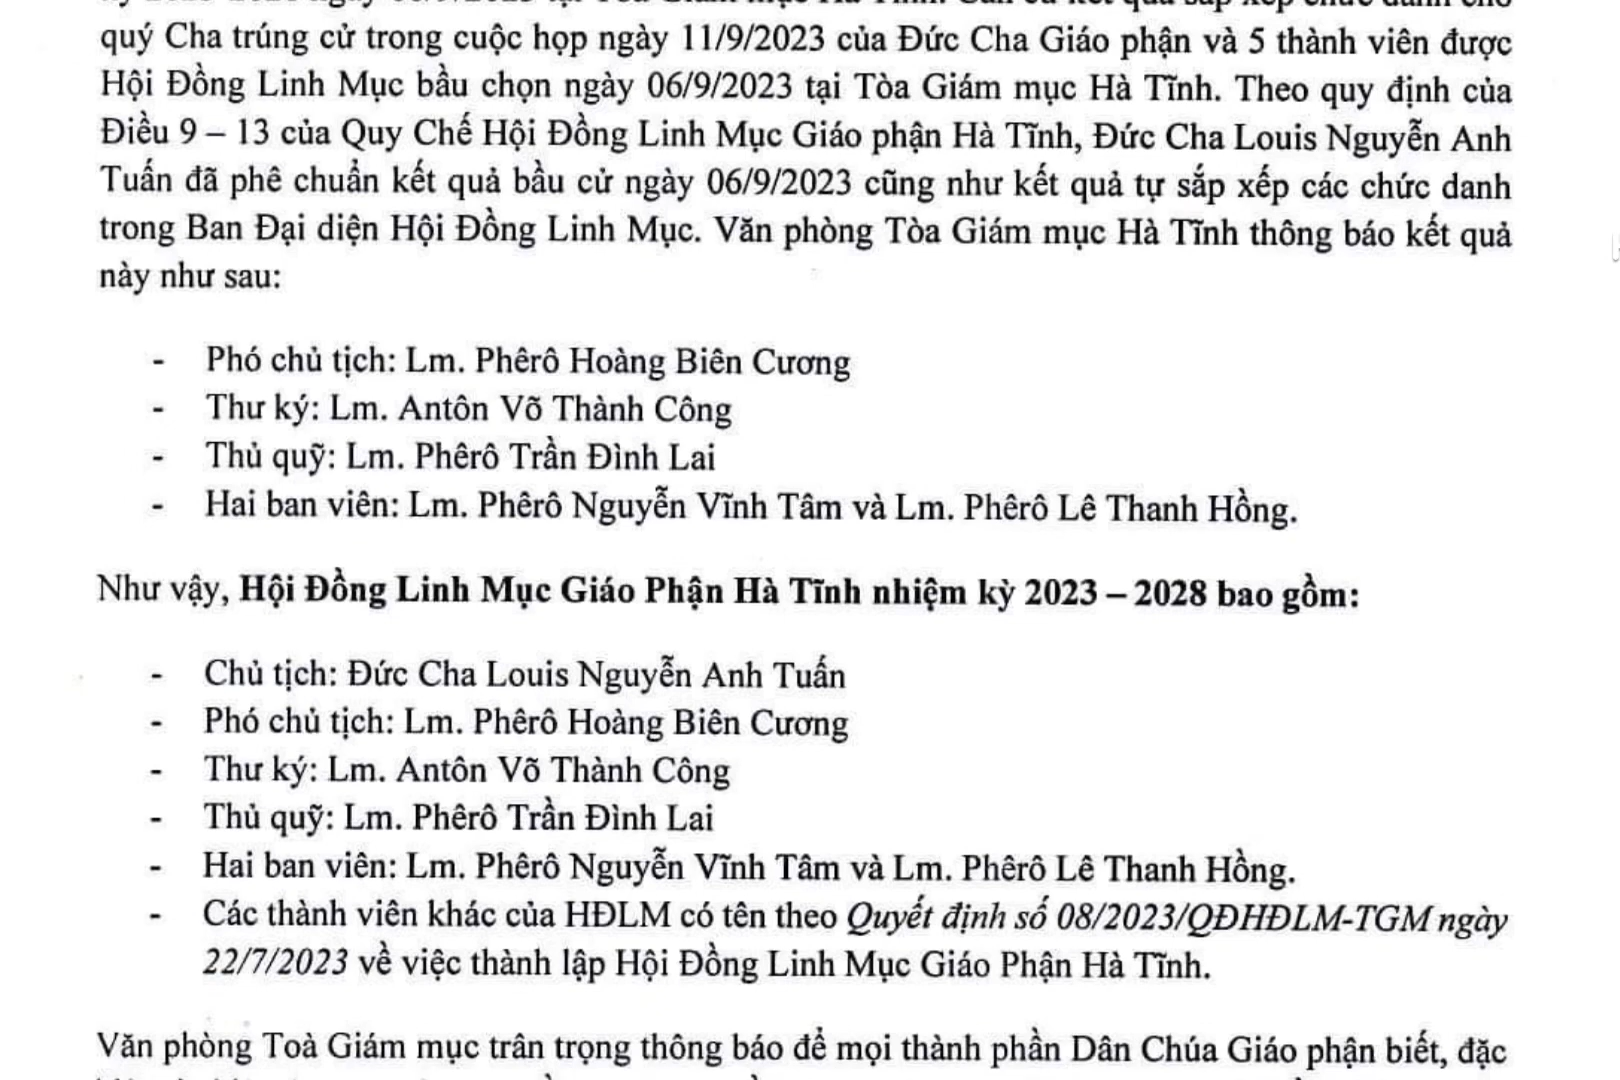 quý Cha trúng cử trong cuộc họp ngày 11/9/2023 của Đức Cha Giáo phận và 5 thành viên được
Hội Đồng Linh Mục bầu chọn ngày 06/9/2023 tại Tòa Giám mục Hà Tĩnh. Theo quy định của
Điều 9 – 13 của Quy Chế Hội Đồng Linh Mục Giáo phận Hà Tĩnh, Đức Cha Louis Nguyễn Anh
Tuấn đã phê chuẩn kết quả bầu cử ngày 06/9/2023 cũng như kết quả tự sắp xếp các chức danh
trong Ban Đại diện Hội Đồng Linh Mục. Văn phòng Tòa Giám mục Hà Tĩnh thông báo kết quả
này như sau:
- Phó chủ tịch: Lm. Phêrô Hoàng Biên Cương
- Thư ký: Lm. Antôn Võ Thành Công
- Thủ quỹ: Lm. Phêrô Trần Đình Lai
- Hai ban viên: Lm. Phêrô Nguyễn Vĩnh Tâm và Lm. Phêrô Lê Thanh Hồng.
Như vậy, Hội Đồng Linh Mục Giáo Phận Hà Tĩnh nhiệm kỳ 2023 – 2028 bao gồm:
- Chủ tịch: Đức Cha Louis Nguyễn Anh Tuấn
- Phó chủ tịch: Lm. Phêrô Hoàng Biên Cương
- Thư ký: Lm. Antôn Võ Thành Công
- Thủ quỹ: Lm. Phêrô Trần Đình Lai
- Hai ban viên: Lm. Phêrô Nguyễn Vĩnh Tâm và Lm. Phêrô Lê Thanh Hồng.
- Các thành viên khác của HĐLM có tên theo Quyết định số 08/2023/QĐHĐLM-TGM ngày
22/7/2023 về việc thành lập Hội Đồng Linh Mục Giáo Phận Hà Tĩnh.
Văn phòng Toà Giám mục trân trọng thông báo để mọi thành phần Dân Chúa Giáo phận biết, đặc